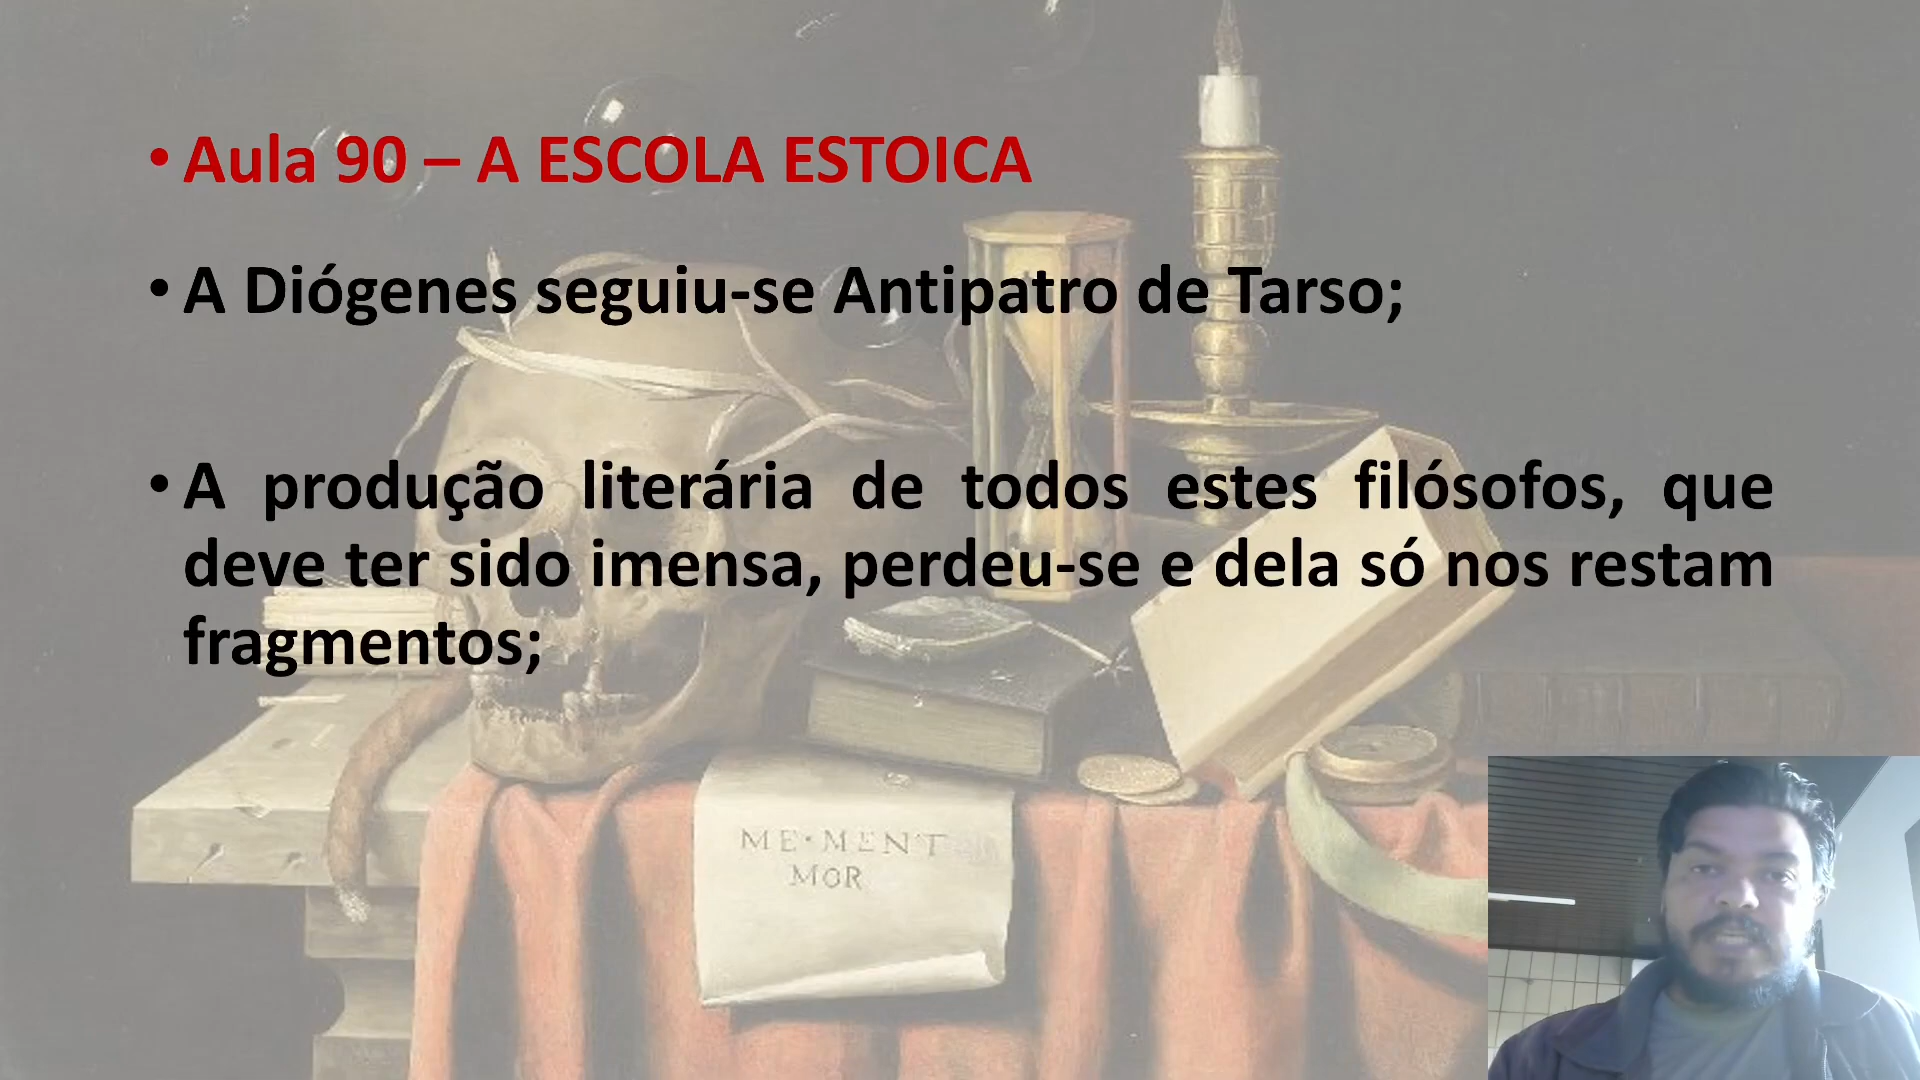 • Aula 90 – A ESCOLA ESTOICA
• A Diógenes seguiu-se Antipatro de Tarso;
• A produção literária de todos estes filósofos, que
deve ter sido imensa, perdeu-se e dela só nos restam
fragmentos;
ME·MENT
MOR